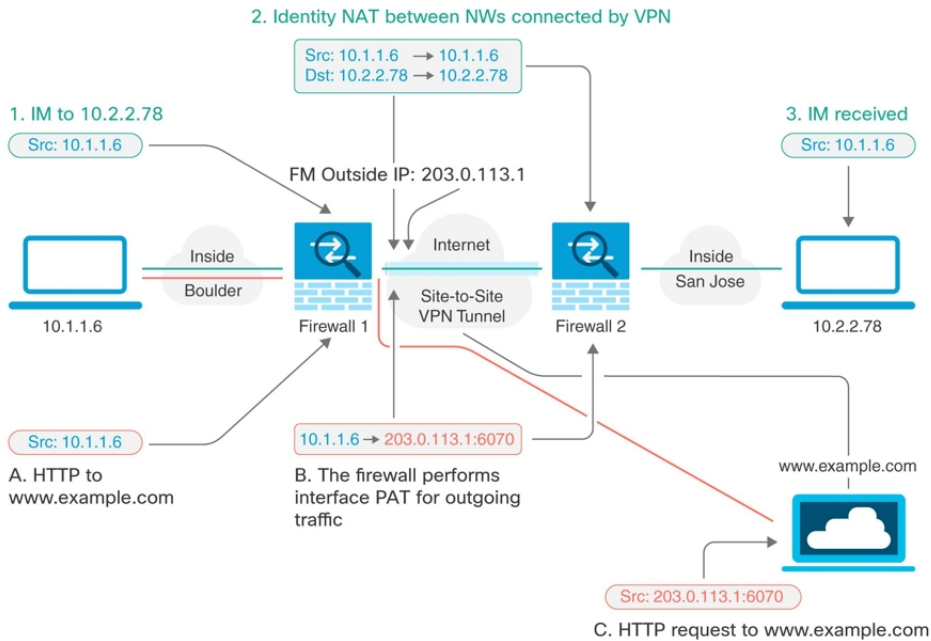 2. Identity NAT between NWs connected by VPN
Src: 10.1.1.6 → 10.1.1.6
Dst: 10.2.2.78 → 10.2.2.78
1. IM to 10.2.2.78
Src: 10.1.1.6
3. IM received
Src: 10.1.1.6
FM Outside IP: 203.0.113.1
Inside
Boulder
Internet
Site-to-Site
VPN Tunnel
Inside
San Jose
10.1.1.6
Firewall 1
Firewall 2
10.2.2.78
Src: 10.1.1.6
A. HTTP to
www.example.com
10.1.1.6 → 203.0.113.1:6070
B. The firewall performs
interface PAT for outgoing
traffic
www.example.com
Src: 203.0.113.1:6070
C. HTTP request to www.example.com